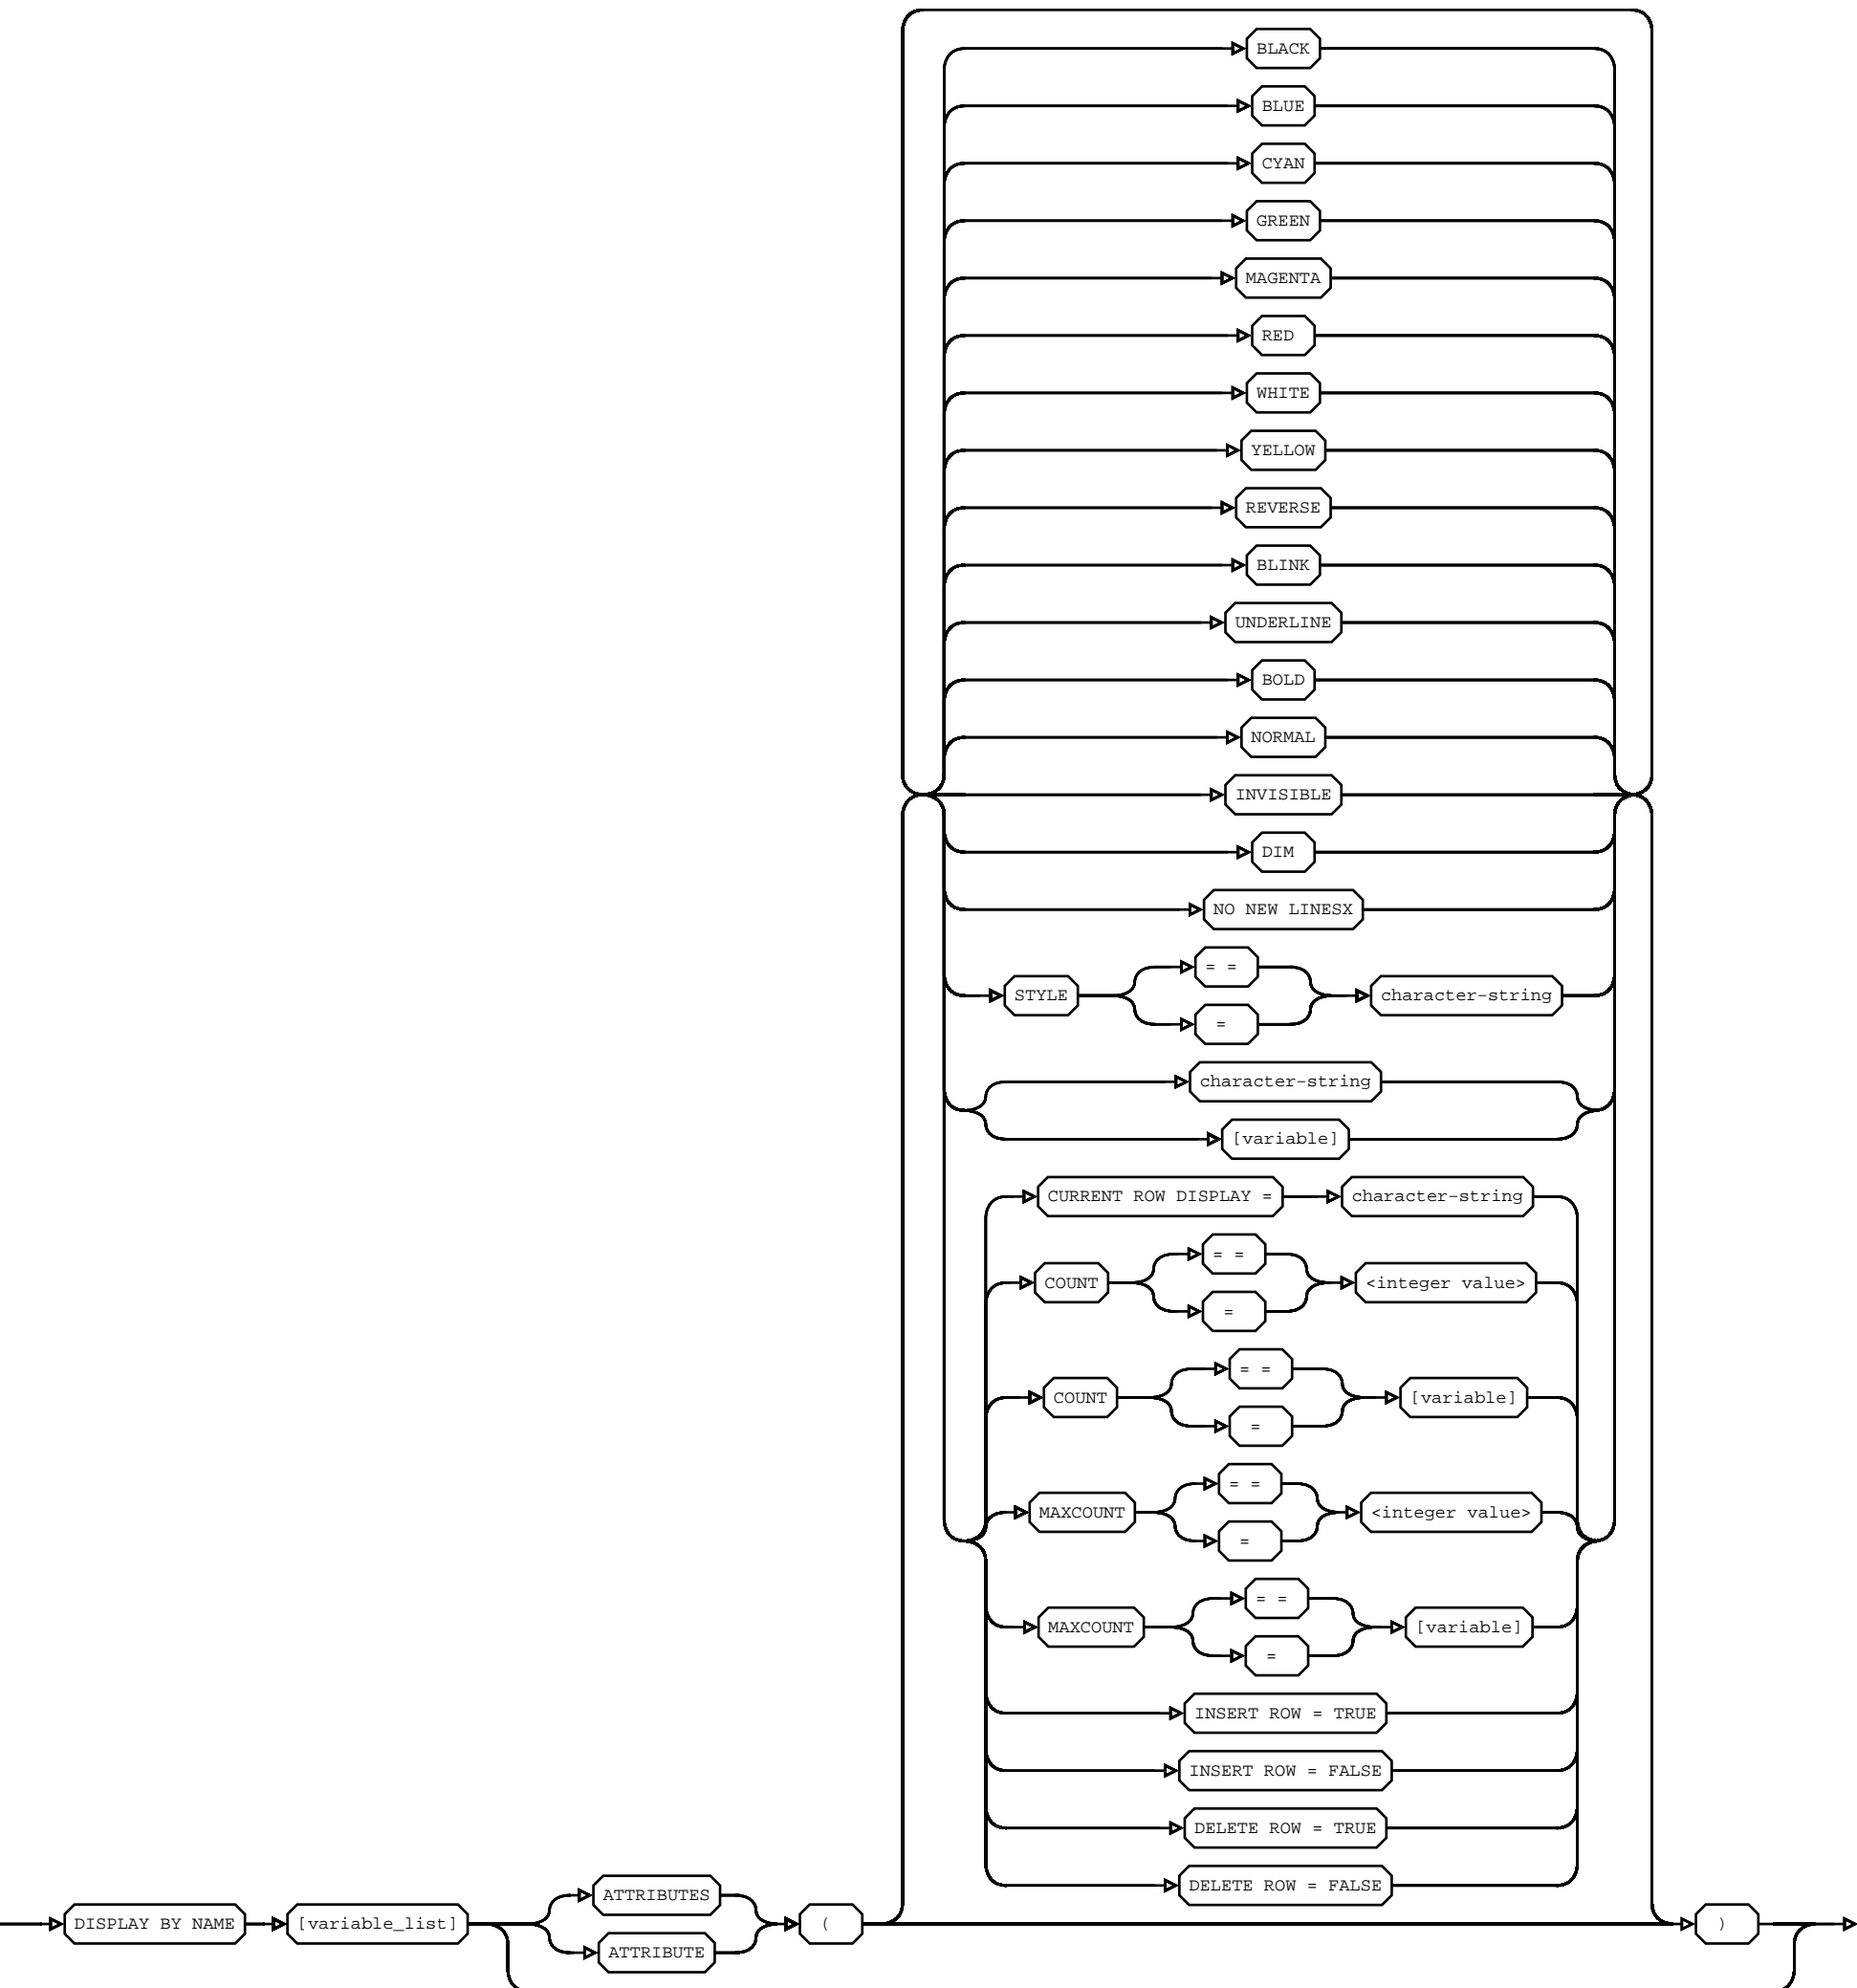 BLACK
BLUE
CYAN
GREEN
MAGENTA
RED
WHITE
YELLOW
REVERSE
BLINK
UNDERLINE
BOLD
NORMAL
INVISIBLE
DIM
NO NEW LINESX
= =
STYLE character-string
=
character-string
[variable]
CURRENT ROW DISPLAY = character-string
= =
COUNT <integer value>
=
= =
COUNT [variable]
=
= =
MAXCOUNT <integer value>
=
= =
MAXCOUNT [variable]
=
INSERT ROW = TRUE
INSERT ROW = FALSE
DELETE ROW = TRUE
DELETE ROW = FALSE
ATTRIBUTES
DISPLAY BY NAME [variable_list] ( )
ATTRIBUTE